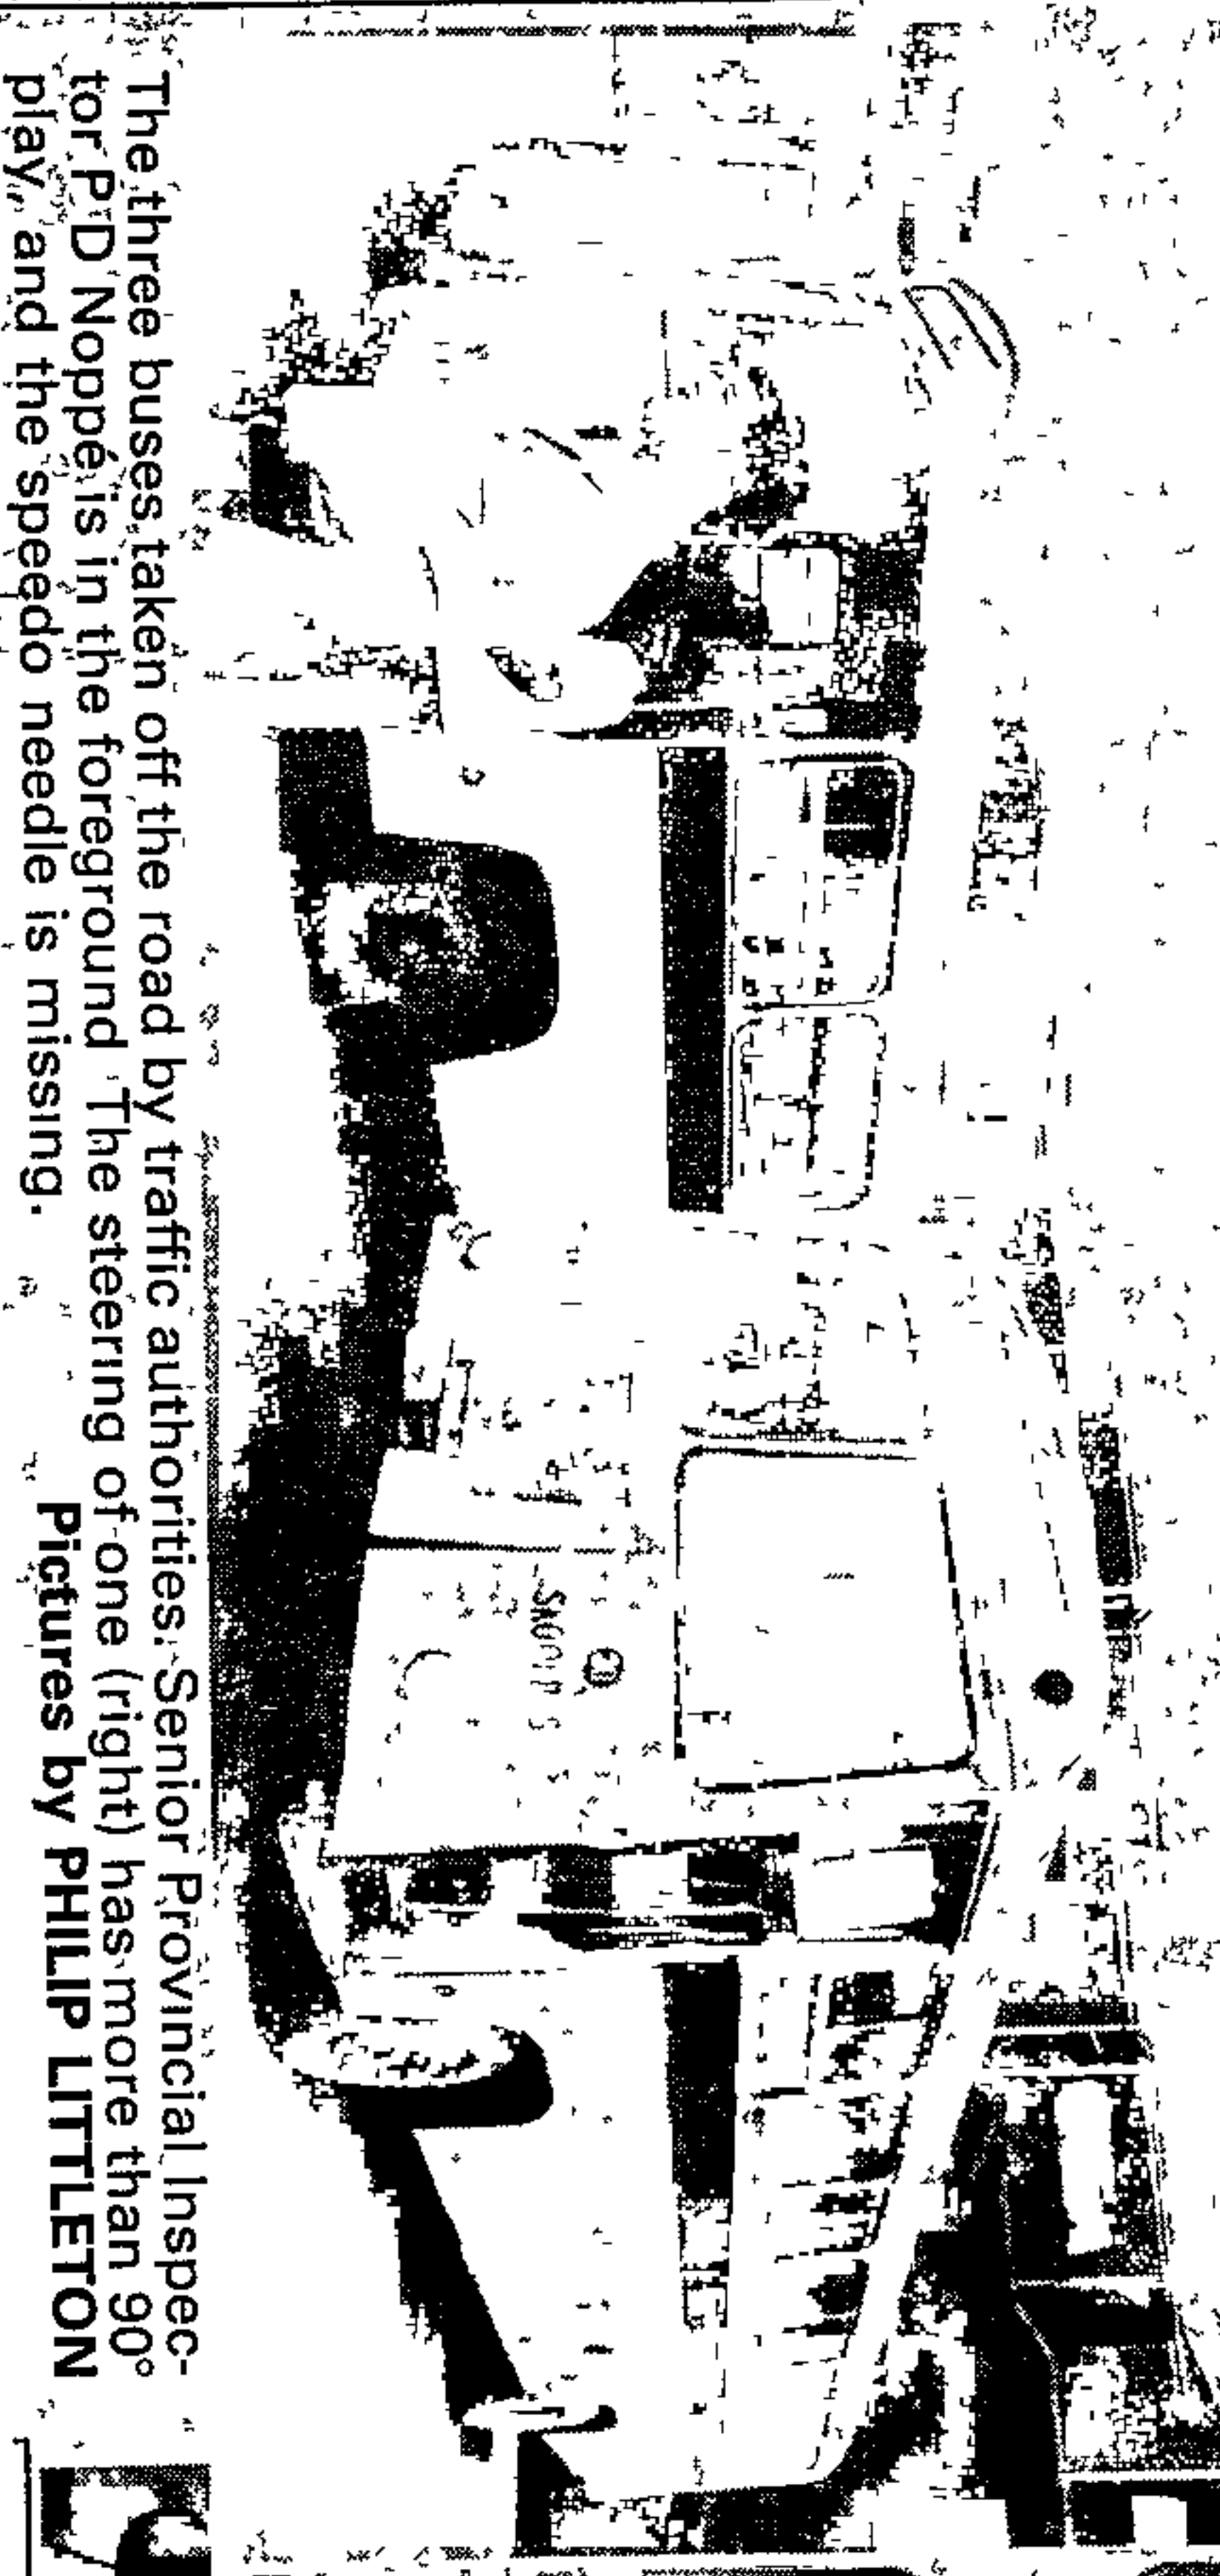 The three buses taken off the road by traffic authorities. Senior Provincial Inspec-
tor P D Noppé is in the foreground The steering of one (right) has more than 90°
play, and the speedo needle is missing.
Pictures by PHILIP LITTLETON